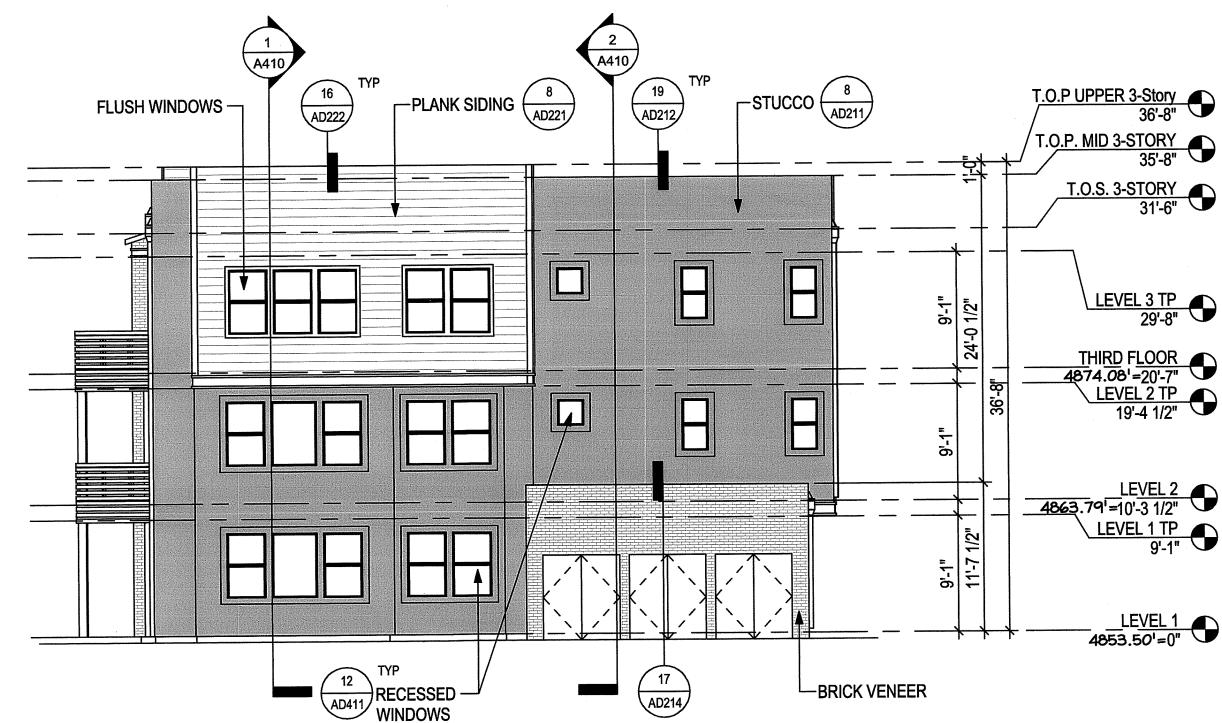 1
A410
2
A410
16
AD222
TYP
8
AD221
19
AD212
TYP
8
AD211
FLUSH WINDOWS
PLANK SIDING
STUCCO
T.O.P UPPER 3-Story
36'-8"
T.O.P. MID 3-STORY
35'-8"
T.O.S. 3-STORY
31'-6"
LEVEL 3 TP
29'-8"
THIRD FLOOR
4874.08'=20'-7"
LEVEL 2 TP
19'-4 1/2"
LEVEL 2
4863.79'=10'-3 1/2"
LEVEL 1 TP
9'-1"
LEVEL 1
4853.50'=0"
1'-0"
9'-1"
24'-0 1/2"
36'-8"
9'-1"
9'-1"
11'-7 1/2"
12
AD411
TYP
RECESSED
WINDOWS
17
AD214
BRICK VENEER